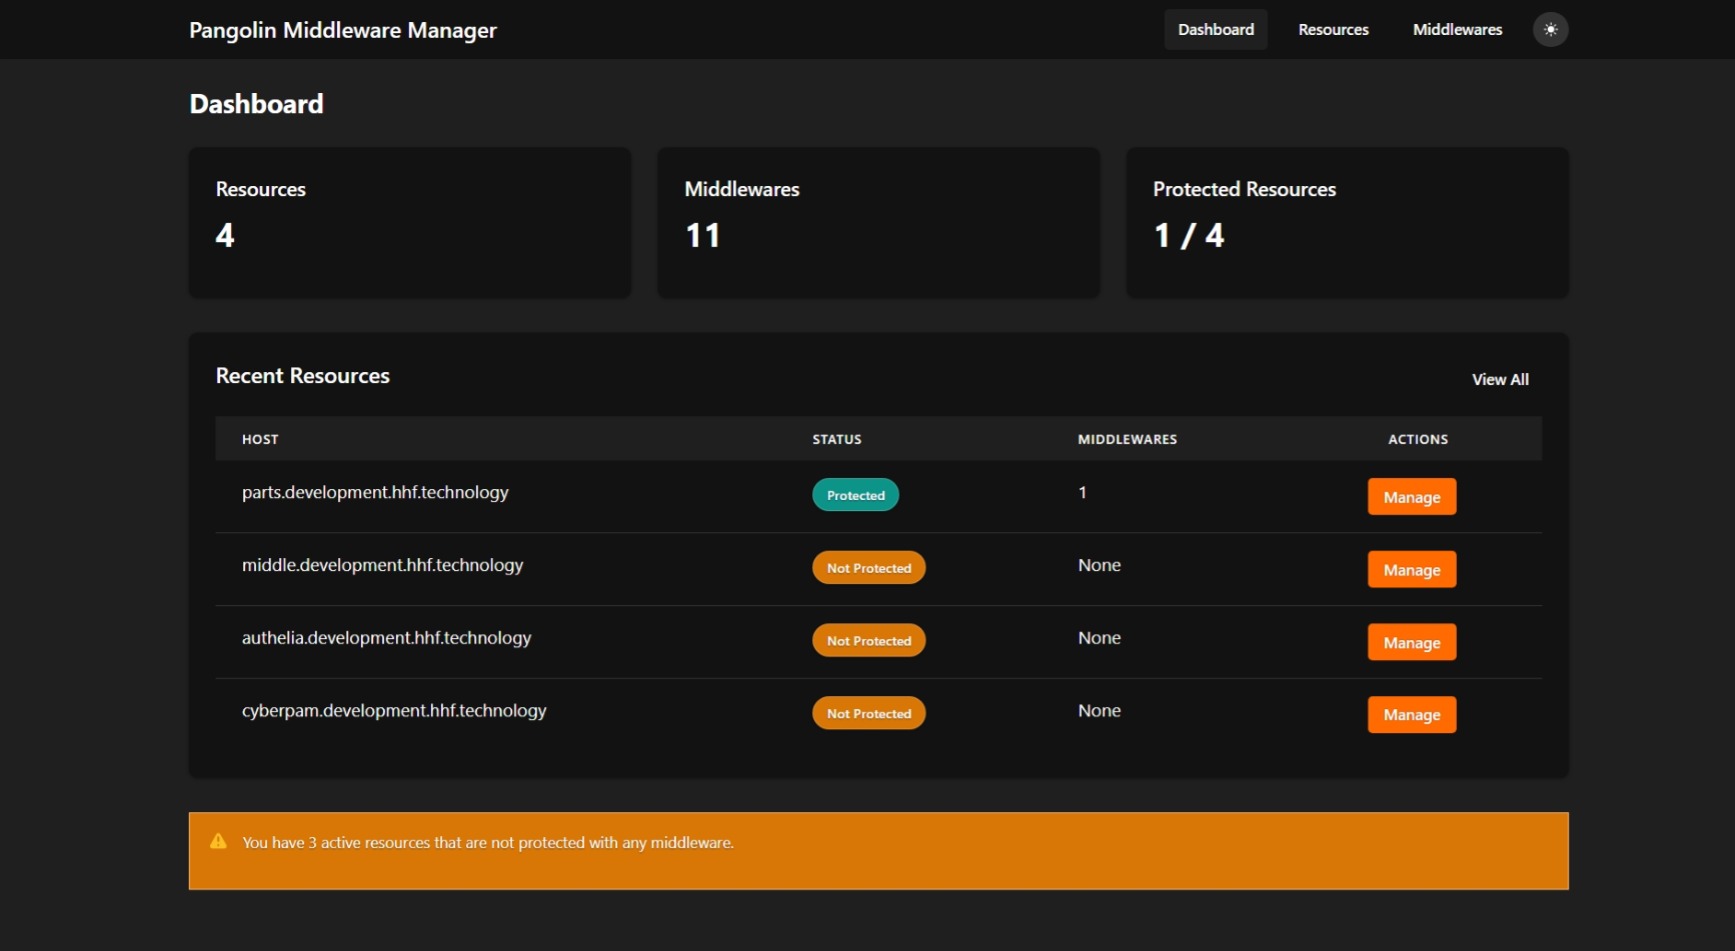 Pangolin Middleware Manager
Dashboard Resources Middlewares
Dashboard
Resources Middlewares Protected Resources
4 11 1 / 4
Recent Resources View All
HOST STATUS MIDDLEWARES ACTIONS
parts.development.hhf.technology Protected 1 Manage
middle.development.hhf.technology Not Protected None Manage
authelia.development.hhf.technology Not Protected None Manage
cyberpam.development.hhf.technology Not Protected None Manage
You have 3 active resources that are not protected with any middleware.